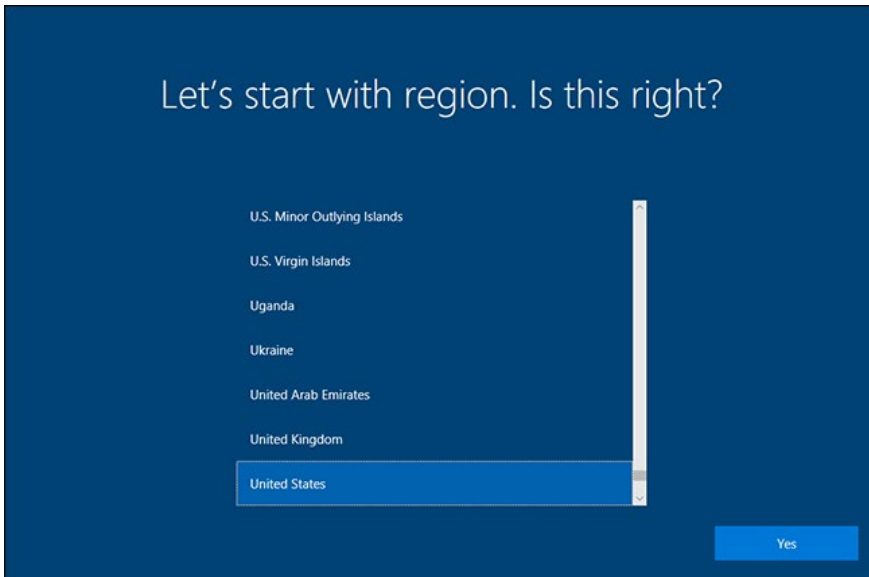 Let's start with region. Is this right?
U.S. Minor Outlying Islands
U.S. Virgin Islands
Uganda
Ukraine
United Arab Emirates
United Kingdom
United States
Yes